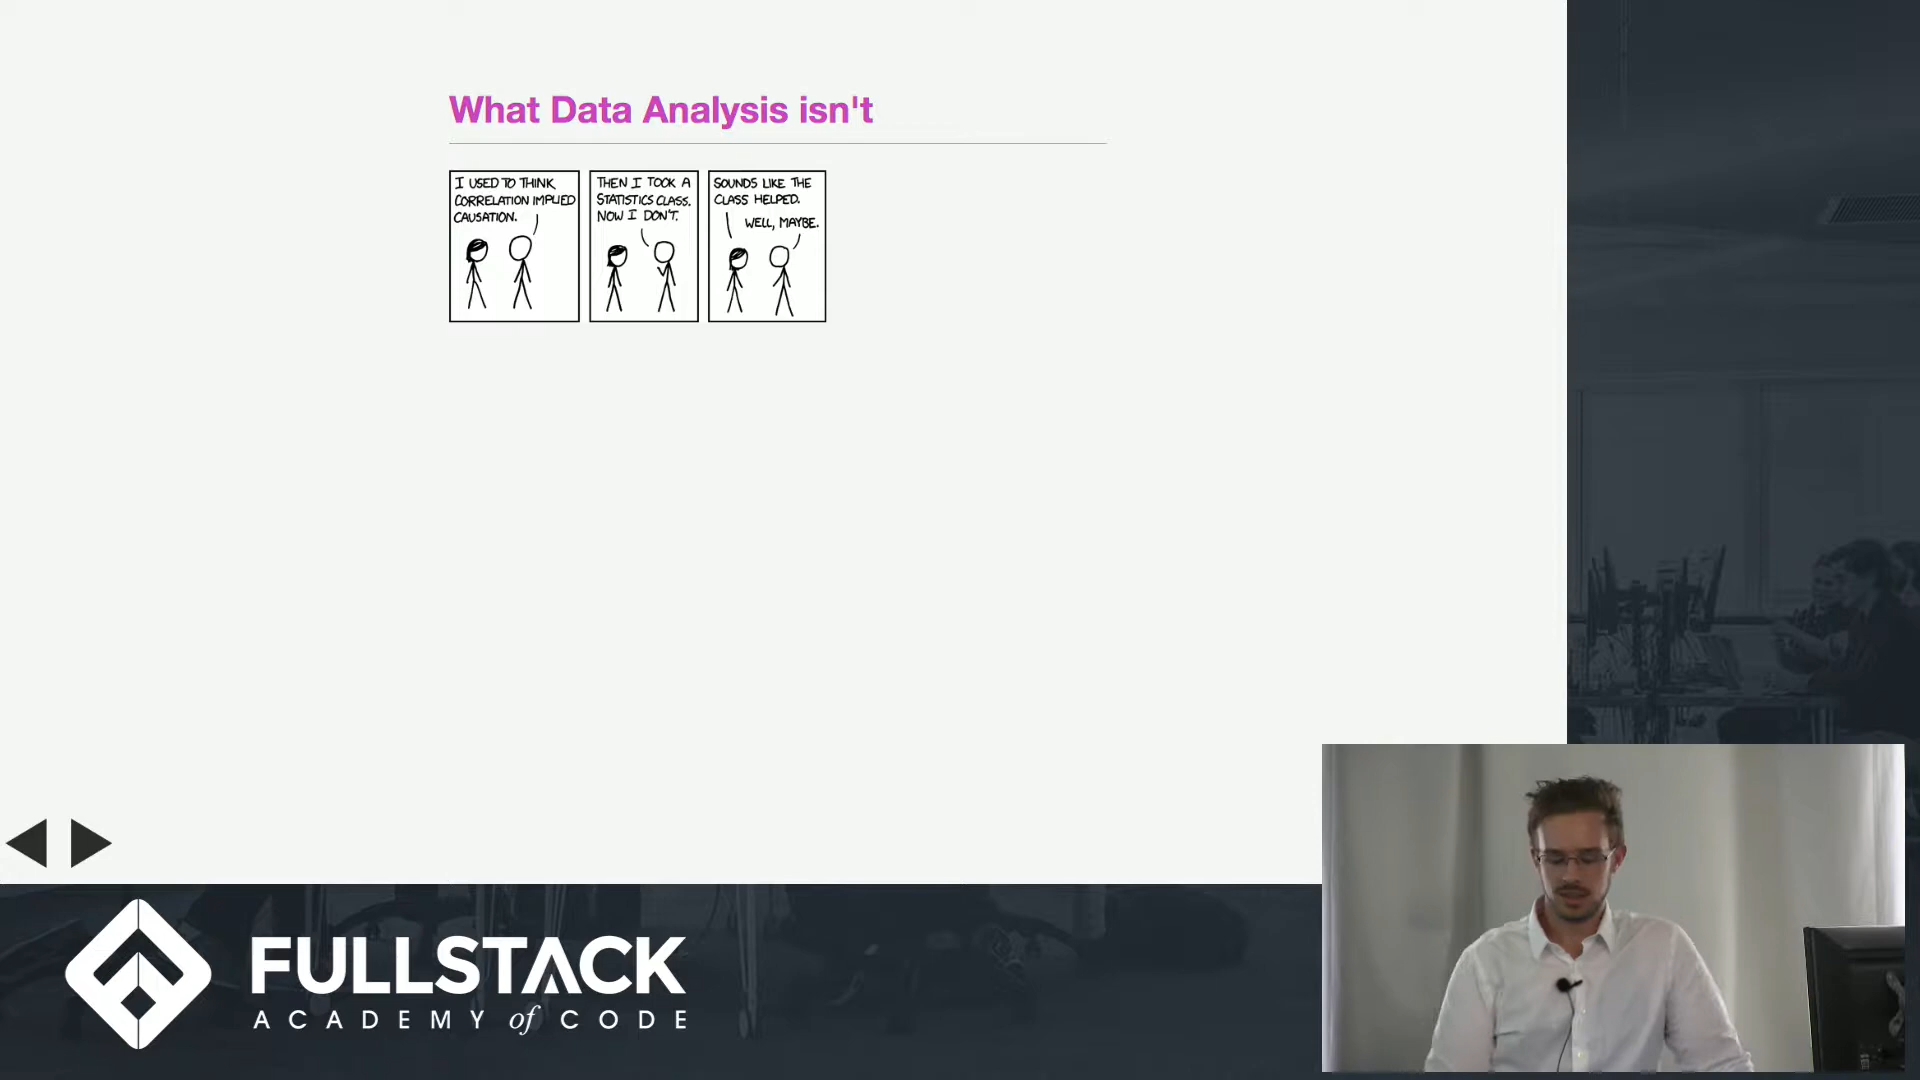 What Data Analysis isn't
I USED TO THINK
CORRELATION IMPLIED
CAUSATION.
THEN I TOOK A
STATISTICS CLASS.
NOW I DON'T.
SOUNDS LIKE THE
CLASS HELPED.
WELL, MAYBE.
FULLSTACK
ACADEMY of CODE